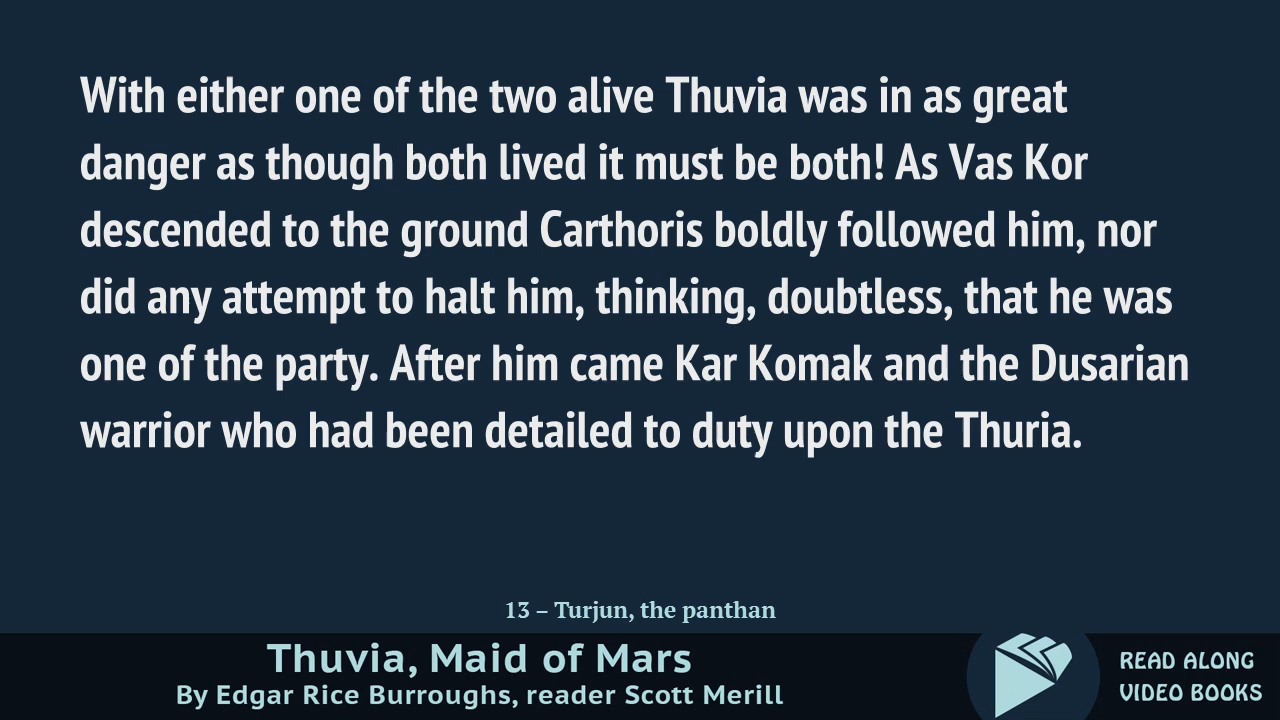 With either one of the two alive Thuvia was in as great
danger as though both lived it must be both! As Vas Kor
descended to the ground Carthoris boldly followed him, nor
did any attempt to halt him, thinking, doubtless, that he was
one of the party. After him came Kar Komak and the Dusarian
warrior who had been detailed to duty upon the Thuria.
13 – Turjun, the panthan
Thuvia, Maid of Mars
By Edgar Rice Burroughs, reader Scott Merill
READ ALONG
VIDEO BOOKS